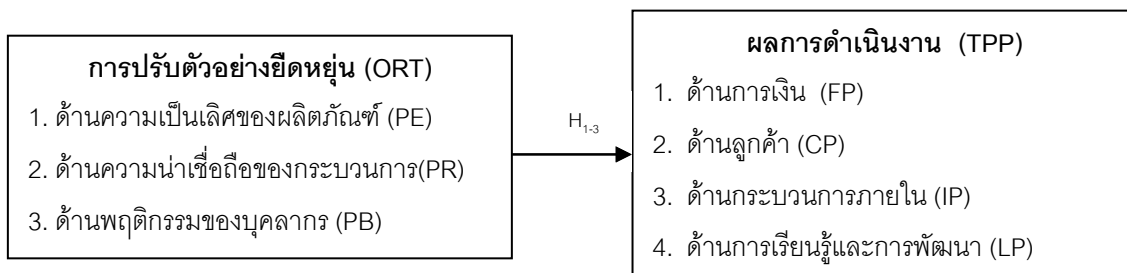 การปรับตัวอย่างยืดหยุ่น (ORT)
1. ด้านความเป็นเลิศของผลิตภัณฑ์ (PE)
2. ด้านความน่าเชื่อถือของกระบวนการ(PR)
3. ด้านพฤติกรรมของบุคลากร (PB)
H1-3
ผลการดำเนินงาน (TPP)
1. ด้านการเงิน (FP)
2. ด้านลูกค้า (CP)
3. ด้านกระบวนการภายใน (IP)
4. ด้านการเรียนรู้และการพัฒนา (LP)